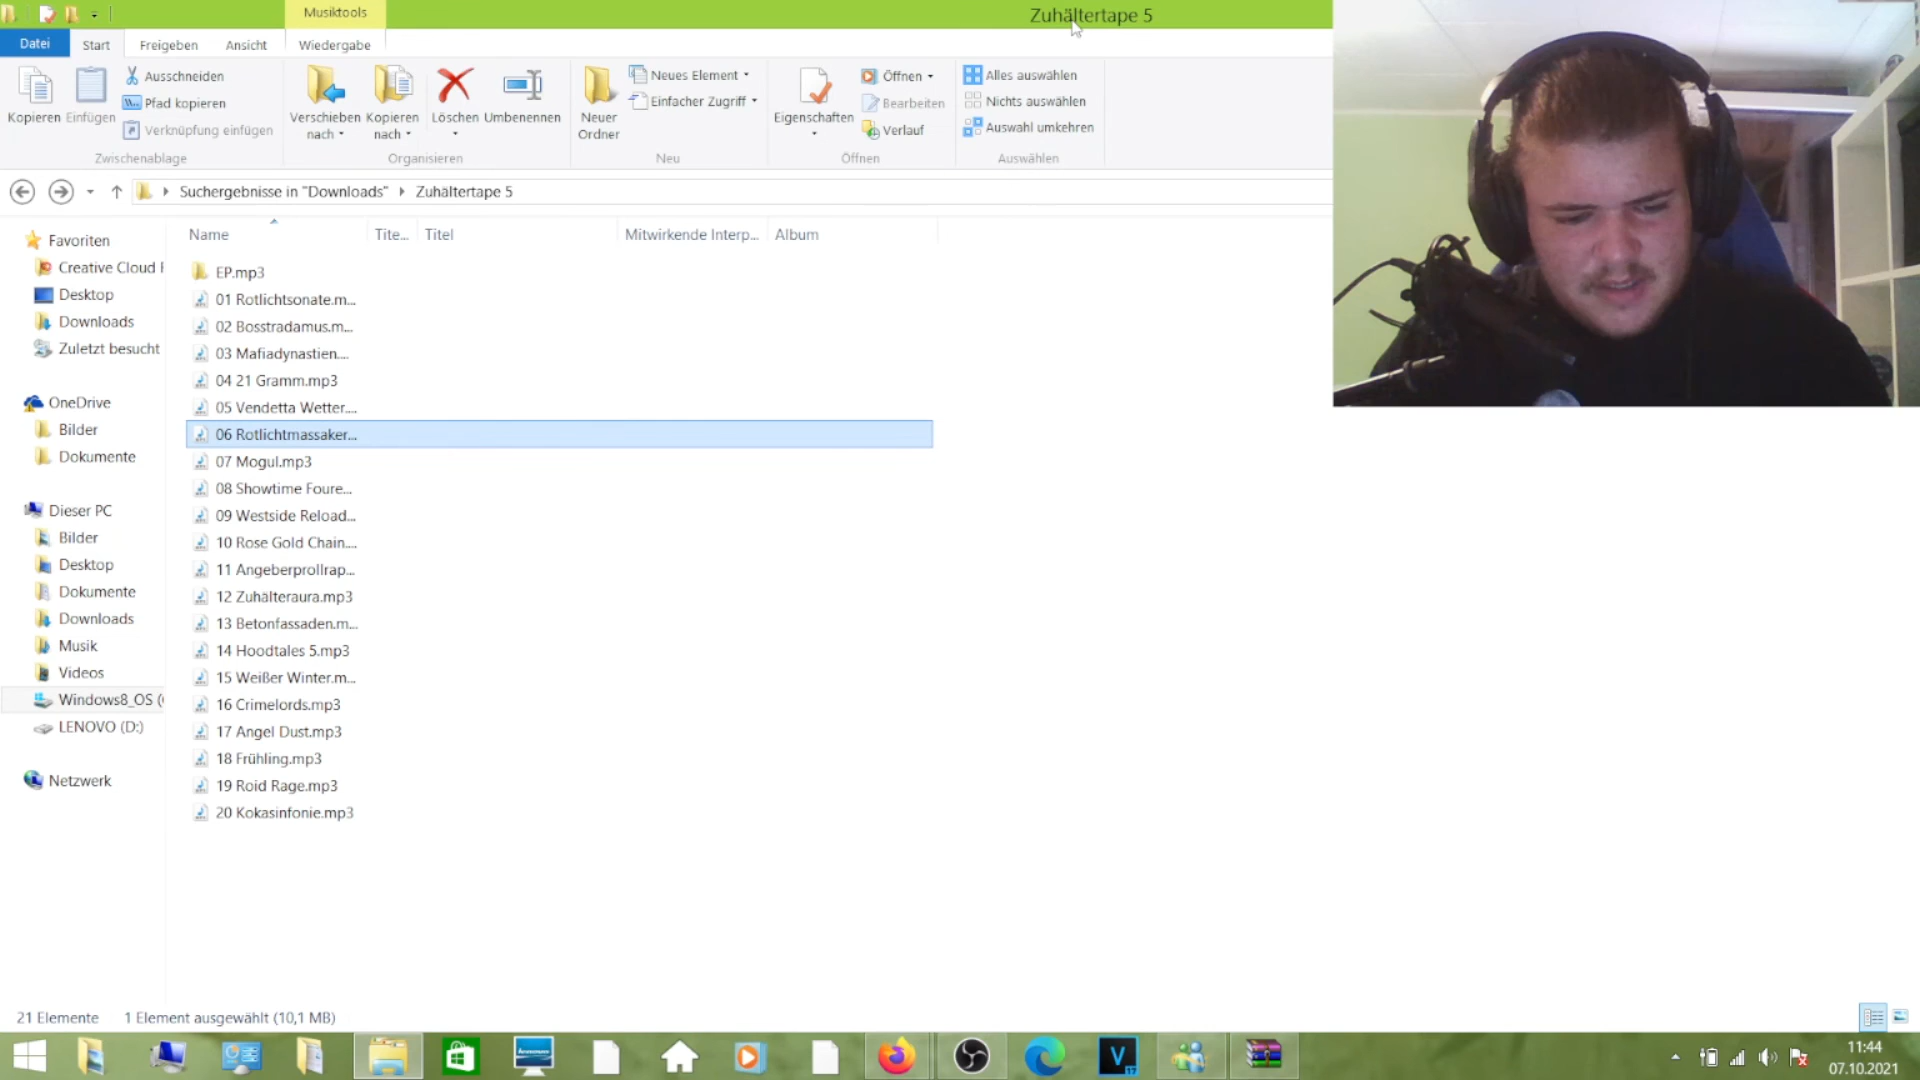 Musiktools
Zuhältertape 5
Datei
Start
Freigeben
Ansicht
Wiedergabe
Kopieren
Einfügen
Ausschneiden
Pfad kopieren
Verknüpfung einfügen
Zwischenablage
Verschieben nach
Kopieren nach
Löschen
Umbenennen
Organisieren
Neuer Ordner
Neues Element
Einfacher Zugriff
Neu
Eigenschaften
Öffnen
Bearbeiten
Verlauf
Öffnen
Alles auswählen
Nichts auswählen
Auswahl umkehren
Auswählen
Suchergebnisse in "Downloads"
Zuhältertape 5
Favoriten
Creative Cloud
Desktop
Downloads
Zuletzt besucht
OneDrive
Bilder
Dokumente
Dieser PC
Bilder
Desktop
Dokumente
Downloads
Musik
Videos
Windows8_OS (
LENOVO (D:)
Netzwerk
Name
Tite...
Titel
Mitwirkende Interp...
Album
EP.mp3
01 Rotlichtsonate.m...
02 Bosstradamus.m...
03 Mafiadynastien....
04 21 Gramm.mp3
05 Vendetta Wetter....
06 Rotlichtmassaker...
07 Mogul.mp3
08 Showtime Foure...
09 Westside Reload...
10 Rose Gold Chain....
11 Angeberprollrap...
12 Zuhälteraura.mp3
13 Betonfassaden.m...
14 Hoodtales 5.mp3
15 Weißer Winter.m...
16 Crimelords.mp3
17 Angel Dust.mp3
18 Frühling.mp3
19 Roid Rage.mp3
20 Kokasinfonie.mp3
21 Elemente
1 Element ausgewählt (10,1 MB)
V
17
11:44
07.10.2021